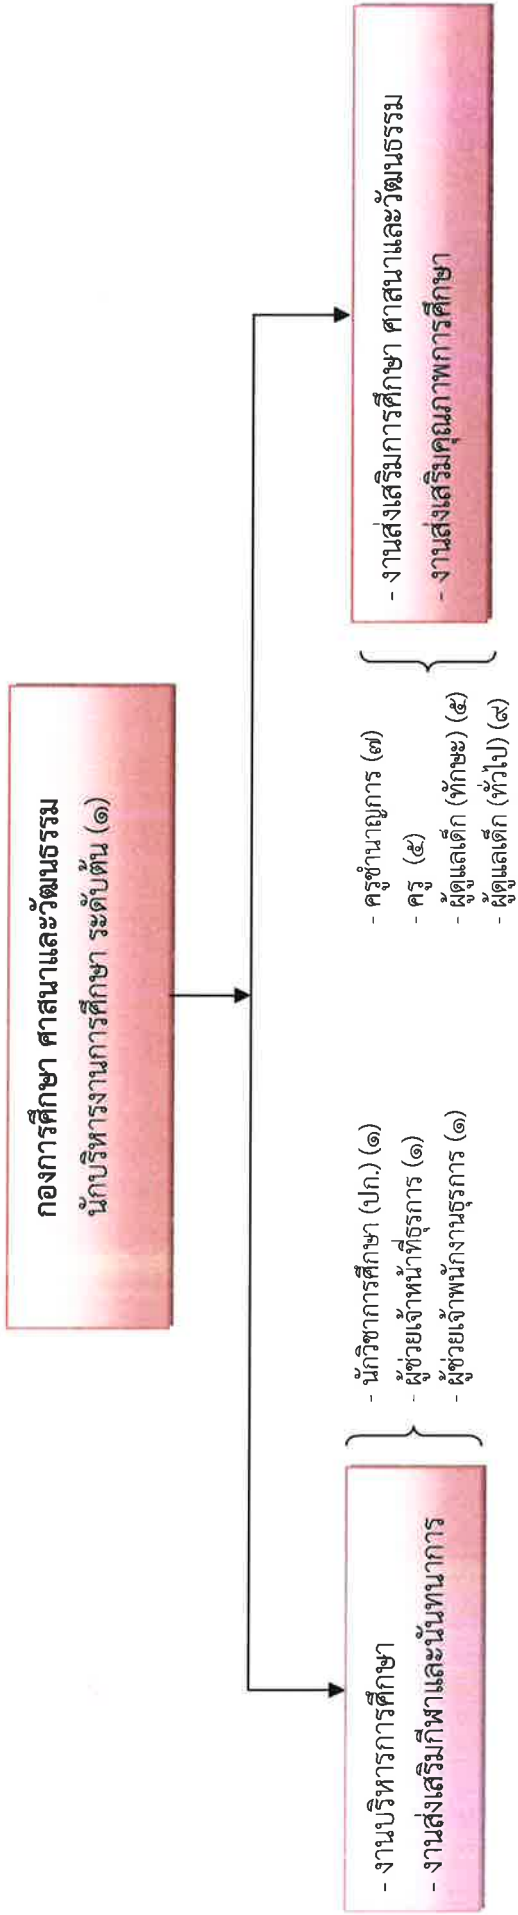 กองการศึกษา ศาสนาและวัฒนธรรม
นักบริหารงานการศึกษา ระดับต้น (๑)
- งานบริหารการศึกษา
- งานส่งเสริมกีฬาและนันทนาการ
- นักวิชาการศึกษา (ปก.) (๑)
- ผู้ช่วยเจ้าหน้าที่ธุรการ (๑)
- ผู้ช่วยเจ้าพนักงานธุรการ (๑)
- ครูชำนาญการ (๗)
- ครู (๕)
- ผู้ดูแลเด็ก (ทักษะ) (๕)
- ผู้ดูแลเด็ก (ทั่วไป) (๙)
- งานส่งเสริมการศึกษา ศาสนาและวัฒนธรรม
- งานส่งเสริมคุณภาพการศึกษา